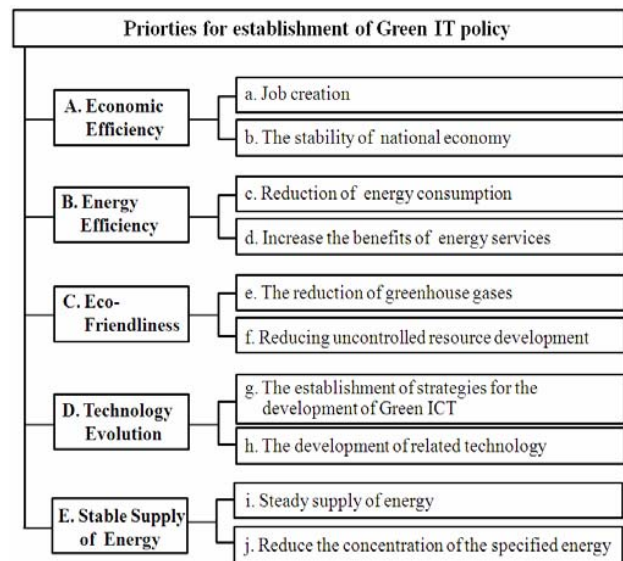 Priorties for establishment of Green IT policy
A. Economic
Efficiency
a. Job creation
b. The stability of national economy
B. Energy
Efficiency
c. Reduction of energy consumption
d. Increase the benefits of energy services
C. Eco-
Friendliness
e. The reduction of greenhouse gases
f. Reducing uncontrolled resource development
D. Technology
Evolution
g. The establishment of strategies for the
development of Green ICT
h. The development of related technology
E. Stable Supply
of Energy
i. Steady supply of energy
j. Reduce the concentration of the specified energy